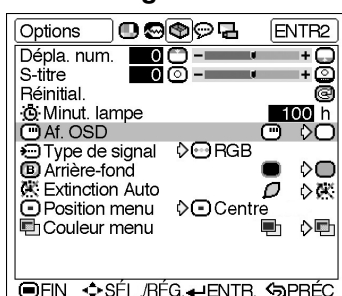 Options ENTR2
Dépla. num. 0 − +
S-titre 0 − +
Réinitial.
Minut. lampe 100 h
Af. OSD
Type de signal RGB
B Arrière-fond
Extinction Auto
Position menu Centre
Couleur menu
FIN SÉL./RÉG. ENTR. PRÉC